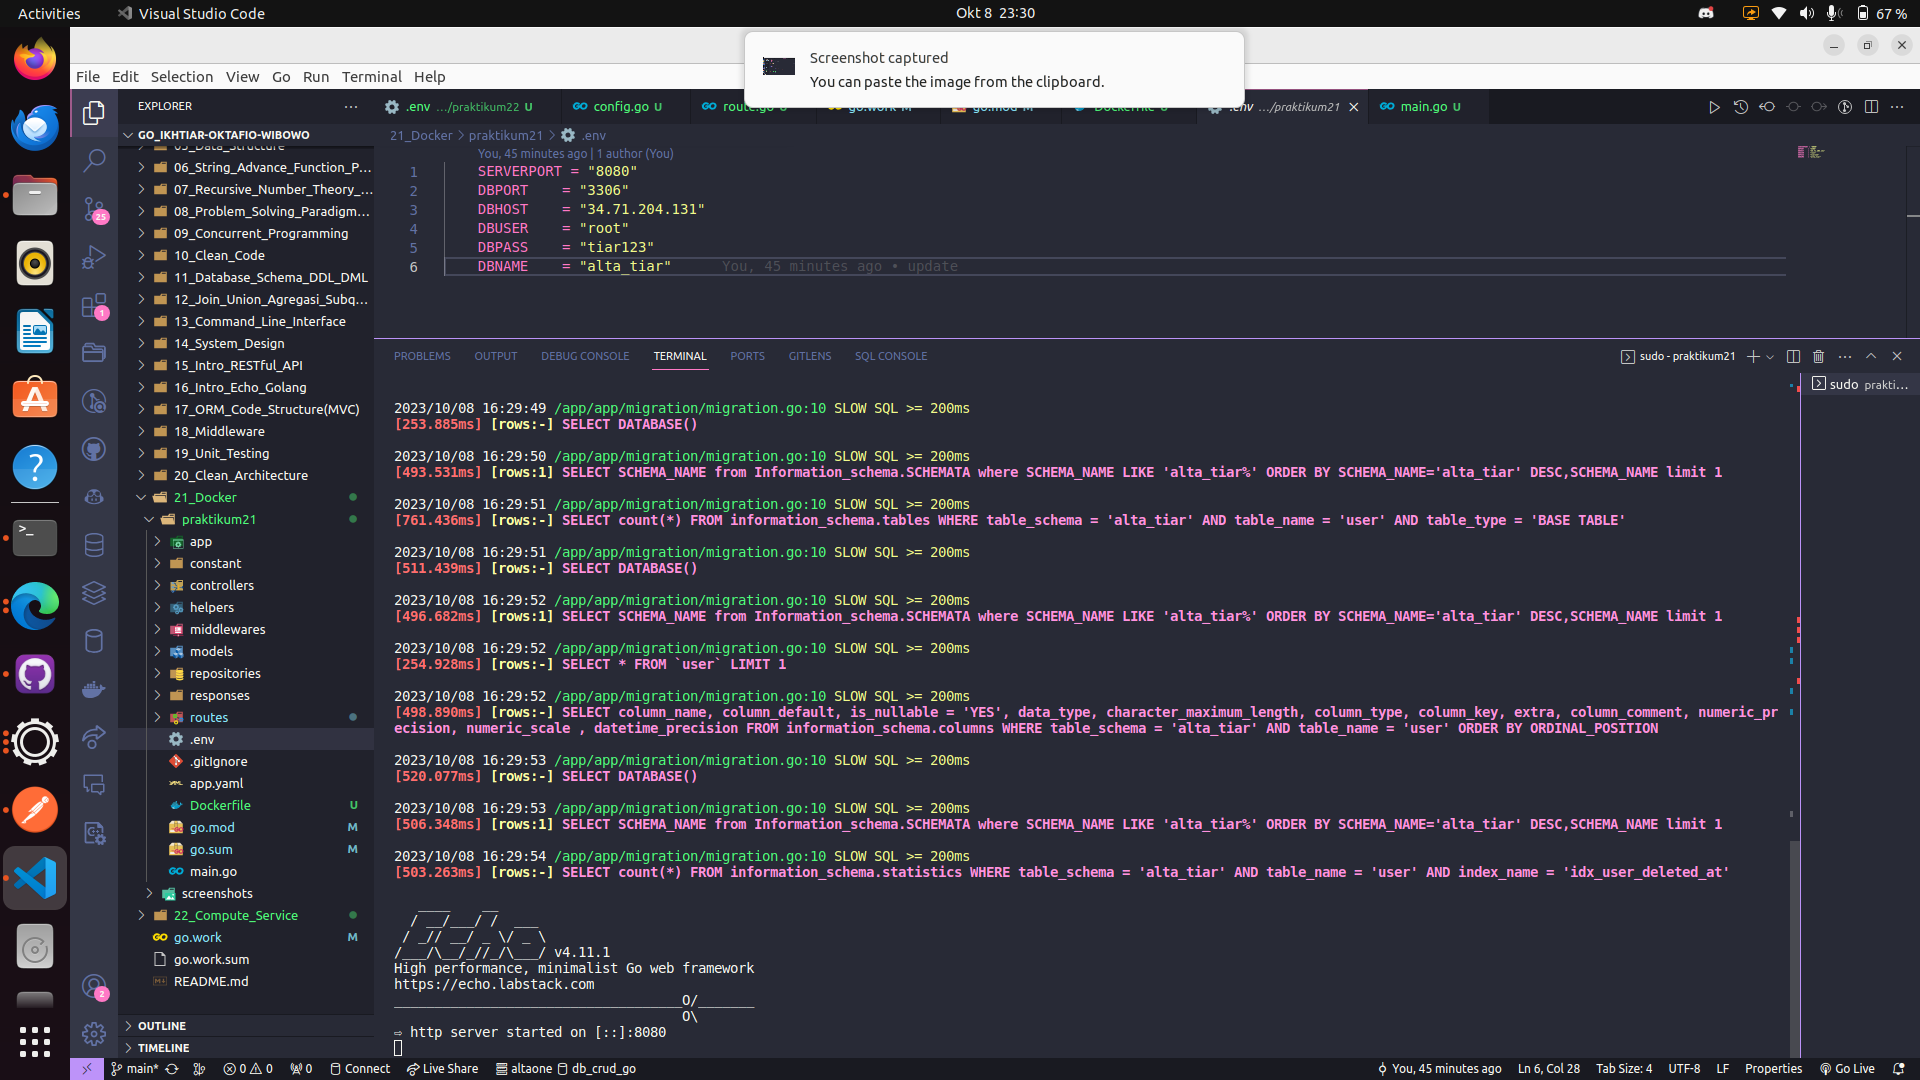 Activities
Visual Studio Code
Okt 8 23:30
67 %
Screenshot captured
You can paste the image from the clipboard.
File Edit Selection View Go Run Terminal Help
EXPLORER
GO_IKHTIAR-OKTAFIO-WIBOWO
05_Data_Structure
06_String_Advance_Function_P...
07_Recursive_Number_Theory_...
08_Problem_Solving_Paradigm...
09_Concurrent_Programming
10_Clean_Code
11_Database_Schema_DDL_DML
12_Join_Union_Agregasi_Subq...
13_Command_Line_Interface
14_System_Design
15_Intro_RESTful_API
16_Intro_Echo_Golang
17_ORM_Code_Structure(MVC)
18_Middleware
19_Unit_Testing
20_Clean_Architecture
21_Docker
praktikum21
app
constant
controllers
helpers
middlewares
models
repositories
responses
routes
.env
.gitIgnore
app.yaml
Dockerfile U
go.mod M
go.sum M
main.go
screenshots
22_Compute_Service
go.work M
go.work.sum
README.md
OUTLINE
TIMELINE
25
1
2
.env .../praktikum22 U
config.go U
route.go U
go.work M
go.mod M
Dockerfile U
.env .../praktikum21
main.go U
21_Docker > praktikum21 > .env
You, 45 minutes ago | 1 author (You)
1 SERVERPORT = "8080"
2 DBPORT = "3306"
3 DBHOST = "34.71.204.131"
4 DBUSER = "root"
5 DBPASS = "tiar123"
6 DBNAME = "alta_tiar" You, 45 minutes ago • update
PROBLEMS OUTPUT DEBUG CONSOLE TERMINAL PORTS GITLENS SQL CONSOLE
sudo - praktikum21
sudo prakti...
2023/10/08 16:29:49 /app/app/migration/migration.go:10 SLOW SQL >= 200ms
[253.885ms] [rows:-] SELECT DATABASE()
2023/10/08 16:29:50 /app/app/migration/migration.go:10 SLOW SQL >= 200ms
[493.531ms] [rows:1] SELECT SCHEMA_NAME from Information_schema.SCHEMATA where SCHEMA_NAME LIKE 'alta_tiar%' ORDER BY SCHEMA_NAME='alta_tiar' DESC,SCHEMA_NAME limit 1
2023/10/08 16:29:51 /app/app/migration/migration.go:10 SLOW SQL >= 200ms
[761.436ms] [rows:-] SELECT count(*) FROM information_schema.tables WHERE table_schema = 'alta_tiar' AND table_name = 'user' AND table_type = 'BASE TABLE'
2023/10/08 16:29:51 /app/app/migration/migration.go:10 SLOW SQL >= 200ms
[511.439ms] [rows:-] SELECT DATABASE()
2023/10/08 16:29:52 /app/app/migration/migration.go:10 SLOW SQL >= 200ms
[496.682ms] [rows:1] SELECT SCHEMA_NAME from Information_schema.SCHEMATA where SCHEMA_NAME LIKE 'alta_tiar%' ORDER BY SCHEMA_NAME='alta_tiar' DESC,SCHEMA_NAME limit 1
2023/10/08 16:29:52 /app/app/migration/migration.go:10 SLOW SQL >= 200ms
[254.928ms] [rows:-] SELECT * FROM `user` LIMIT 1
2023/10/08 16:29:52 /app/app/migration/migration.go:10 SLOW SQL >= 200ms
[498.890ms] [rows:-] SELECT column_name, column_default, is_nullable = 'YES', data_type, character_maximum_length, column_type, column_key, extra, column_comment, numeric_pr
ecision, numeric_scale , datetime_precision FROM information_schema.columns WHERE table_schema = 'alta_tiar' AND table_name = 'user' ORDER BY ORDINAL_POSITION
2023/10/08 16:29:53 /app/app/migration/migration.go:10 SLOW SQL >= 200ms
[520.077ms] [rows:-] SELECT DATABASE()
2023/10/08 16:29:53 /app/app/migration/migration.go:10 SLOW SQL >= 200ms
[506.348ms] [rows:1] SELECT SCHEMA_NAME from Information_schema.SCHEMATA where SCHEMA_NAME LIKE 'alta_tiar%' ORDER BY SCHEMA_NAME='alta_tiar' DESC,SCHEMA_NAME limit 1
2023/10/08 16:29:54 /app/app/migration/migration.go:10 SLOW SQL >= 200ms
[503.263ms] [rows:-] SELECT count(*) FROM information_schema.statistics WHERE table_schema = 'alta_tiar' AND table_name = 'user' AND index_name = 'idx_user_deleted_at'
   ____    __
  / __/___/ /  ___
 / _// __/ _ \/ _ \
/___/\__/_//_/\___/ v4.11.1
High performance, minimalist Go web framework
https://echo.labstack.com
____________________________________O/_______
                                    O\
⇨ http server started on [::]:8080
main* 0 0 0 Connect Live Share altaone db_crud_go
You, 45 minutes ago Ln 6, Col 28 Tab Size: 4 UTF-8 LF Properties Go Live